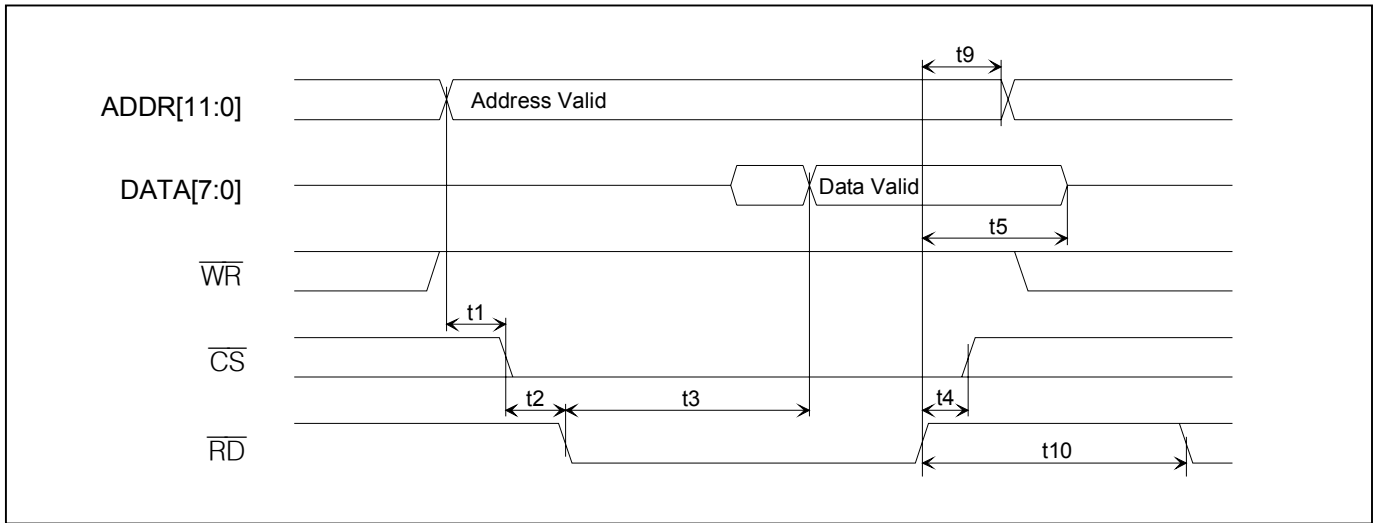 t9
ADDR[11:0]
Address Valid
DATA[7:0]
Data Valid
t5
WR
t1
CS
t2
t3
t4
RD
t10